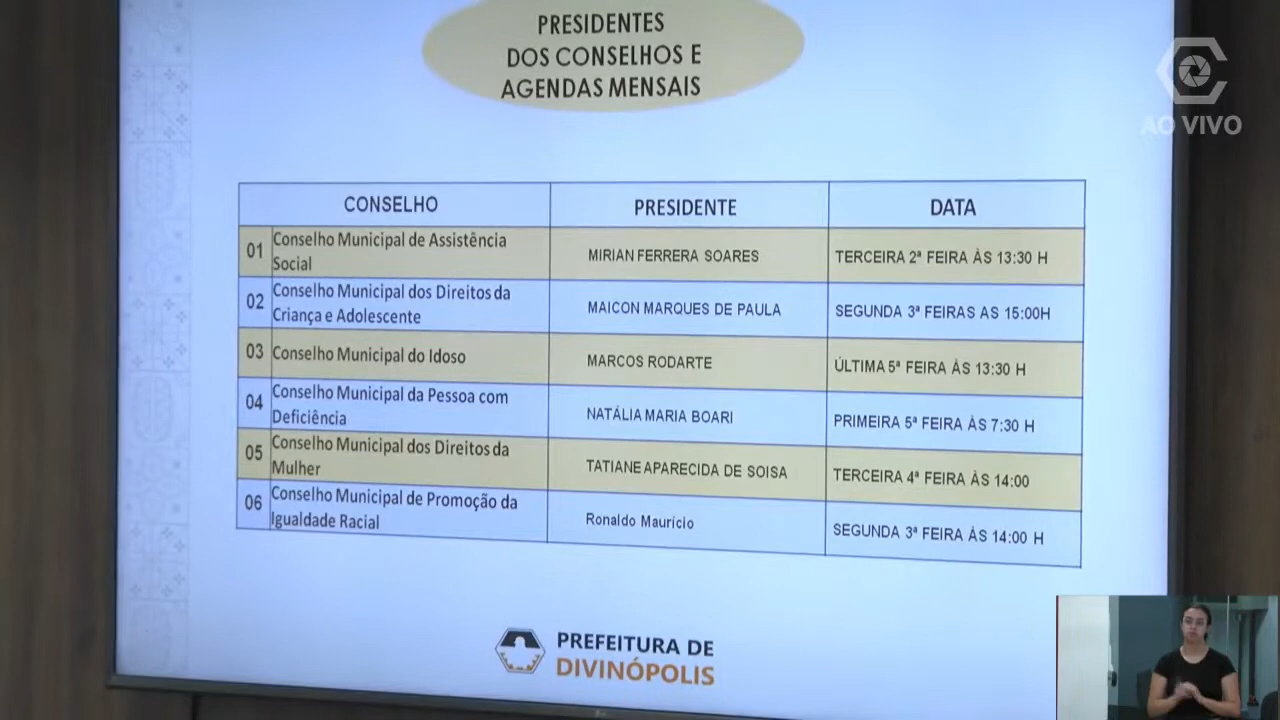 PRESIDENTES
DOS CONSELHOS E
AGENDAS MENSAIS
AO VIVO
CONSELHO PRESIDENTE DATA
01 Conselho Municipal de Assistência
Social
MIRIAN FERRERA SOARES
TERCEIRA 2ª FEIRA ÀS 13:30 H
02 Conselho Municipal dos Direitos da
Criança e Adolescente
MAICON MARQUES DE PAULA
SEGUNDA 3ª FEIRAS AS 15:00H
03 Conselho Municipal do Idoso
MARCOS RODARTE
ÚLTIMA 5ª FEIRA ÀS 13:30 H
04 Conselho Municipal da Pessoa com
Deficiência
NATÁLIA MARIA BOARI
PRIMEIRA 5ª FEIRA ÀS 7:30 H
05 Conselho Municipal dos Direitos da
Mulher
TATIANE APARECIDA DE SOISA
TERCEIRA 4ª FEIRA ÀS 14:00
06 Conselho Municipal de Promoção da
Igualdade Racial
Ronaldo Maurício
SEGUNDA 3ª FEIRA ÀS 14:00 H
PREFEITURA DE
DIVINÓPOLIS